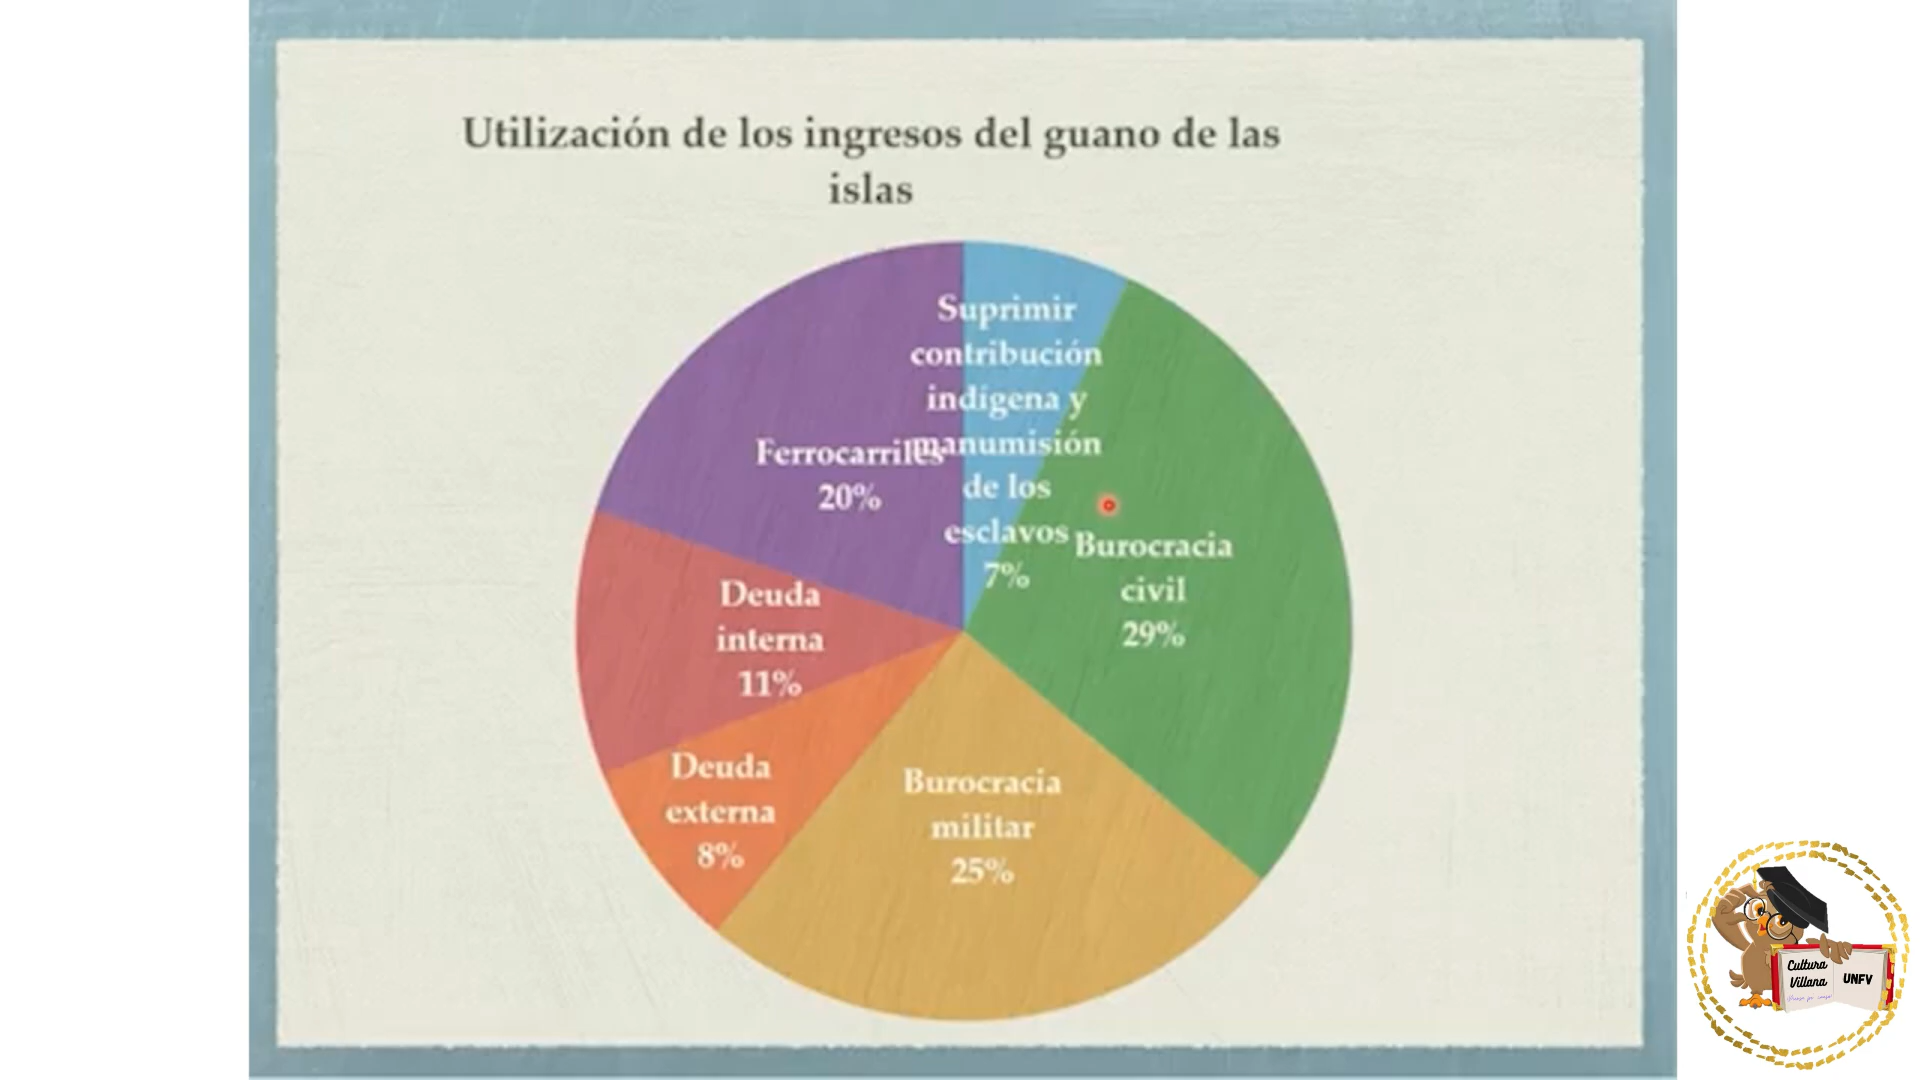 Utilización de los ingresos del guano de las
islas
Suprimir
contribución
indígena y
manumisión
de los
esclavos
7%
Burocracia
civil
29%
Burocracia
militar
25%
Deuda
externa
8%
Deuda
interna
11%
Ferrocarriles
20%
Cultura
Villana
UNFV